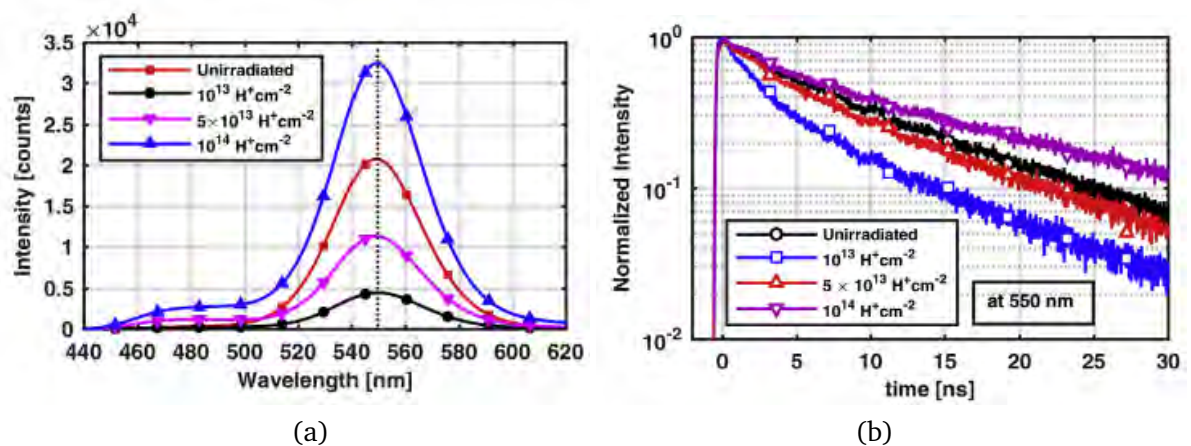 ×10⁴
3.5
3
2.5
2
1.5
1
0.5
0
Intensity [counts]
Unirradiated
10¹³ H⁺cm⁻²
5×10¹³ H⁺cm⁻²
10¹⁴ H⁺cm⁻²
440 460 480 500 520 540 560 580 600 620
Wavelength [nm]
(a)
10⁰
10⁻¹
10⁻²
Normalized Intensity
Unirradiated
10¹³ H⁺cm⁻²
5 × 10¹³ H⁺cm⁻²
10¹⁴ H⁺cm⁻²
at 550 nm
0 5 10 15 20 25 30
time [ns]
(b)